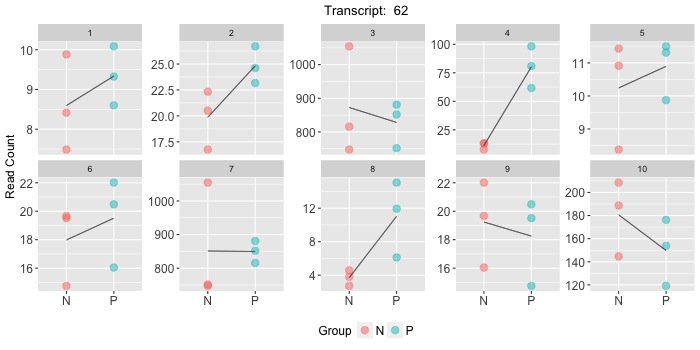 Transcript: 62
1 2 3 4 5
10 9 8
25.0 22.5 20.0 17.5
1000 900 800
100 75 50 25
11 10 9
Read Count
6 7 8 9 10
22 20 18 16
1000 900 800
12 8 4
22 20 18 16
200 180 160 140 120
N P N P N P N P N P
Group N P